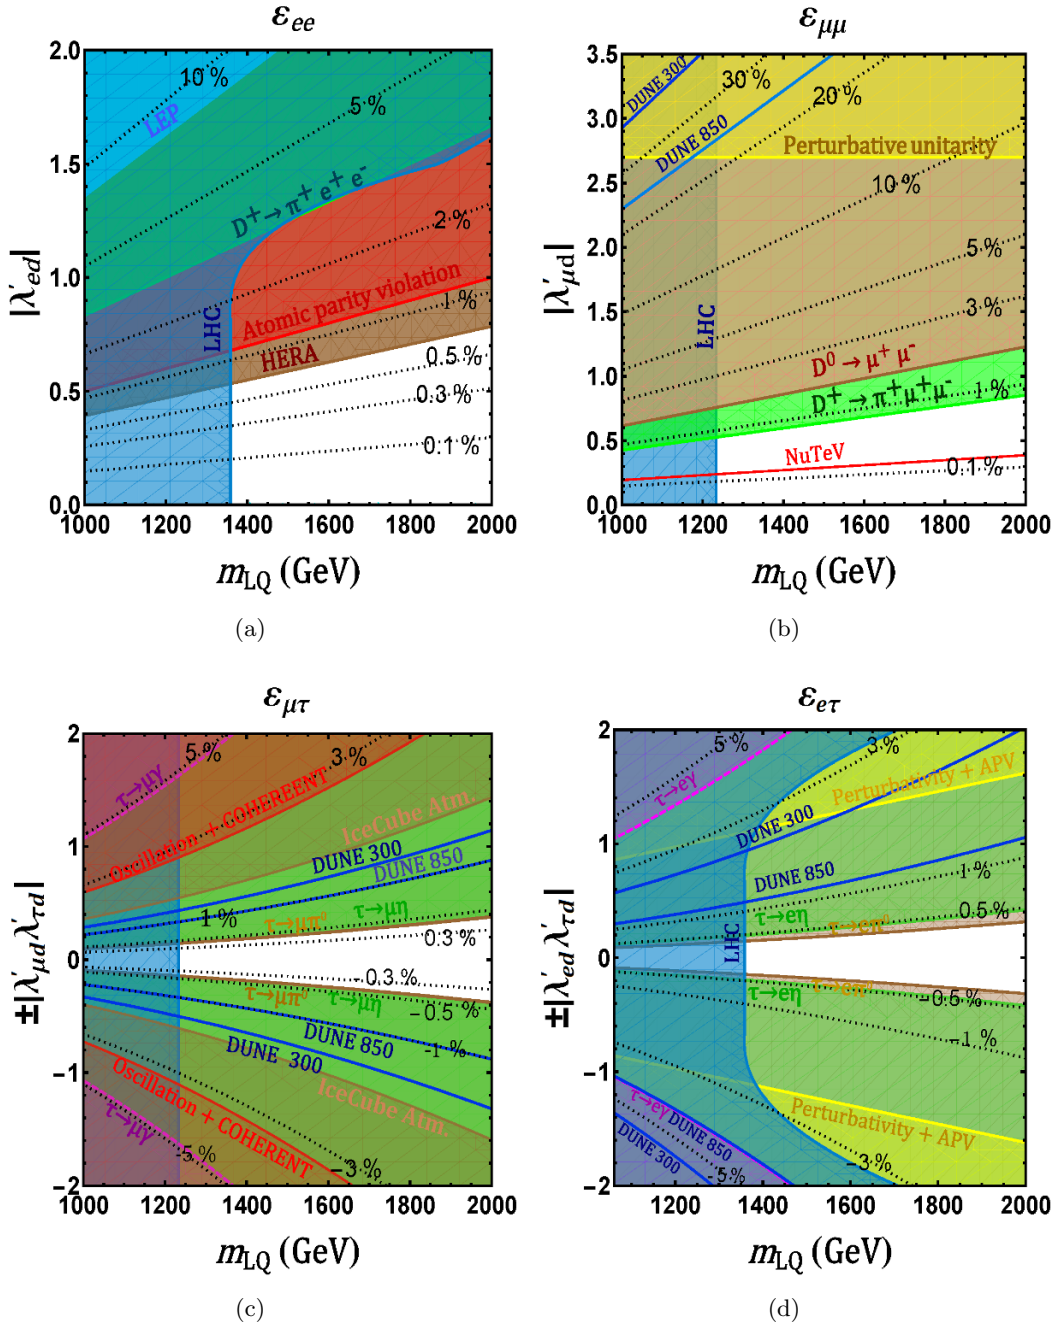 ε_ee
2.0
1.5
1.0
0.5
0.0
|λ′_ed|
10 %
5 %
LEP
D⁺→π⁺ e⁺ e⁻
2 %
Atomic parity violation
1 %
LHC
HERA
0.5 %
0.3 %
0.1 %
1000 1200 1400 1600 1800 2000
m_LQ (GeV)
(a)
ε_μμ
3.5
3.0
2.5
2.0
1.5
1.0
0.5
0.0
|λ′_μd|
DUNE 300
30 %
20 %
DUNE 850
Perturbative unitarity
10 %
5 %
LHC
3 %
D⁰→μ⁺ μ⁻
D⁺→π⁺μ⁺μ⁻
1 %
NuTeV
0.1 %
1000 1200 1400 1600 1800 2000
m_LQ (GeV)
(b)
ε_μτ
2
1
0
−1
−2
±|λ′_μd λ′_τd|
5 %
3 %
τ→μγ
Oscillation + COHEREENT
IceCube Atm.
DUNE 300
DUNE 850
1 %
τ→μπ⁰
τ→μη
0.3 %
-0.3 %
τ→μπ⁰
τ→μη
−0.5 %
DUNE 850
-1 %
DUNE 300
IceCube Atm.
Oscillation + COHERENT
τ→μγ
-5 %
−3 %
1000 1200 1400 1600 1800 2000
m_LQ (GeV)
(c)
ε_eτ
2
1
0
−1
−2
±|λ′_ed λ′_τd|
5 %
3 %
τ→eγ
Perturbativity + APV
DUNE 300
DUNE 850
1 %
τ→eη
τ→eπ⁰
0.5 %
LHC
τ→eη
τ→eπ⁰
−0.5 %
−1 %
τ→eγ
DUNE 850
DUNE 300
-5 %
−3 %
Perturbativity + APV
1200 1400 1600 1800 2000
m_LQ (GeV)
(d)